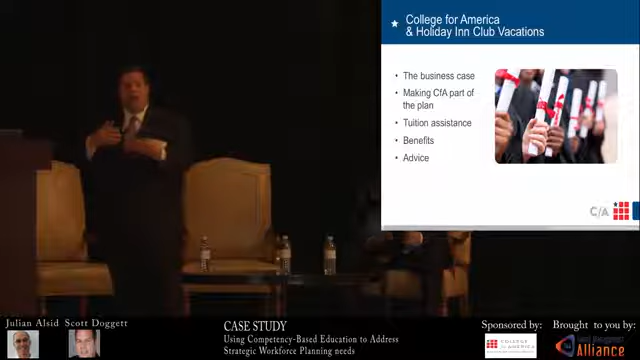 College for America
& Holiday Inn Club Vacations
• The business case
• Making CfA part of
the plan
• Tuition assistance
• Benefits
• Advice
C/A
Julian Alsid Scott Doggett
CASE STUDY
Using Competency-Based Education to Address
Strategic Workforce Planning needs
Sponsored by:
COLLEGE
Brought to you by:
Alliance